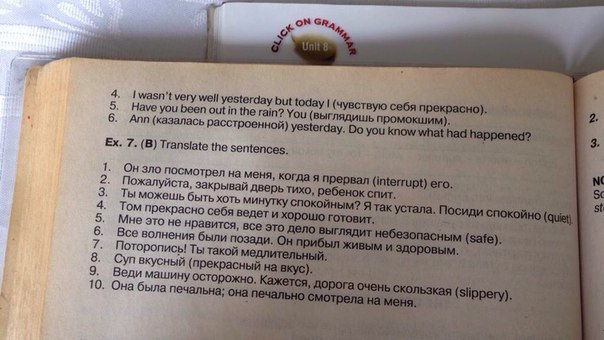 CLICK ON GRAMMAR
Unit 8
4. I wasn't very well yesterday but today I (чувствую себя прекрасно).
5. Have you been out in the rain? You (выглядишь промокшим).
6. Ann (казалась расстроенной) yesterday. Do you know what had happened?
Ex. 7. (B) Translate the sentences.
1. Он зло посмотрел на меня, когда я прервал (interrupt) его.
2. Пожалуйста, закрывай дверь тихо, ребенок спит.
3. Ты можешь быть хоть минутку спокойным? Я так устала. Посиди спокойно (quiet).
4. Том прекрасно себя ведет и хорошо готовит.
5. Мне это не нравится, все это дело выглядит небезопасным (safe).
6. Все волнения были позади. Он прибыл живым и здоровым.
7. Поторопись! Ты такой медлительный.
8. Суп вкусный (прекрасный на вкус).
9. Веди машину осторожно. Кажется, дорога очень скользкая (slippery).
10. Она была печальна; она печально смотрела на меня.
2.
3.